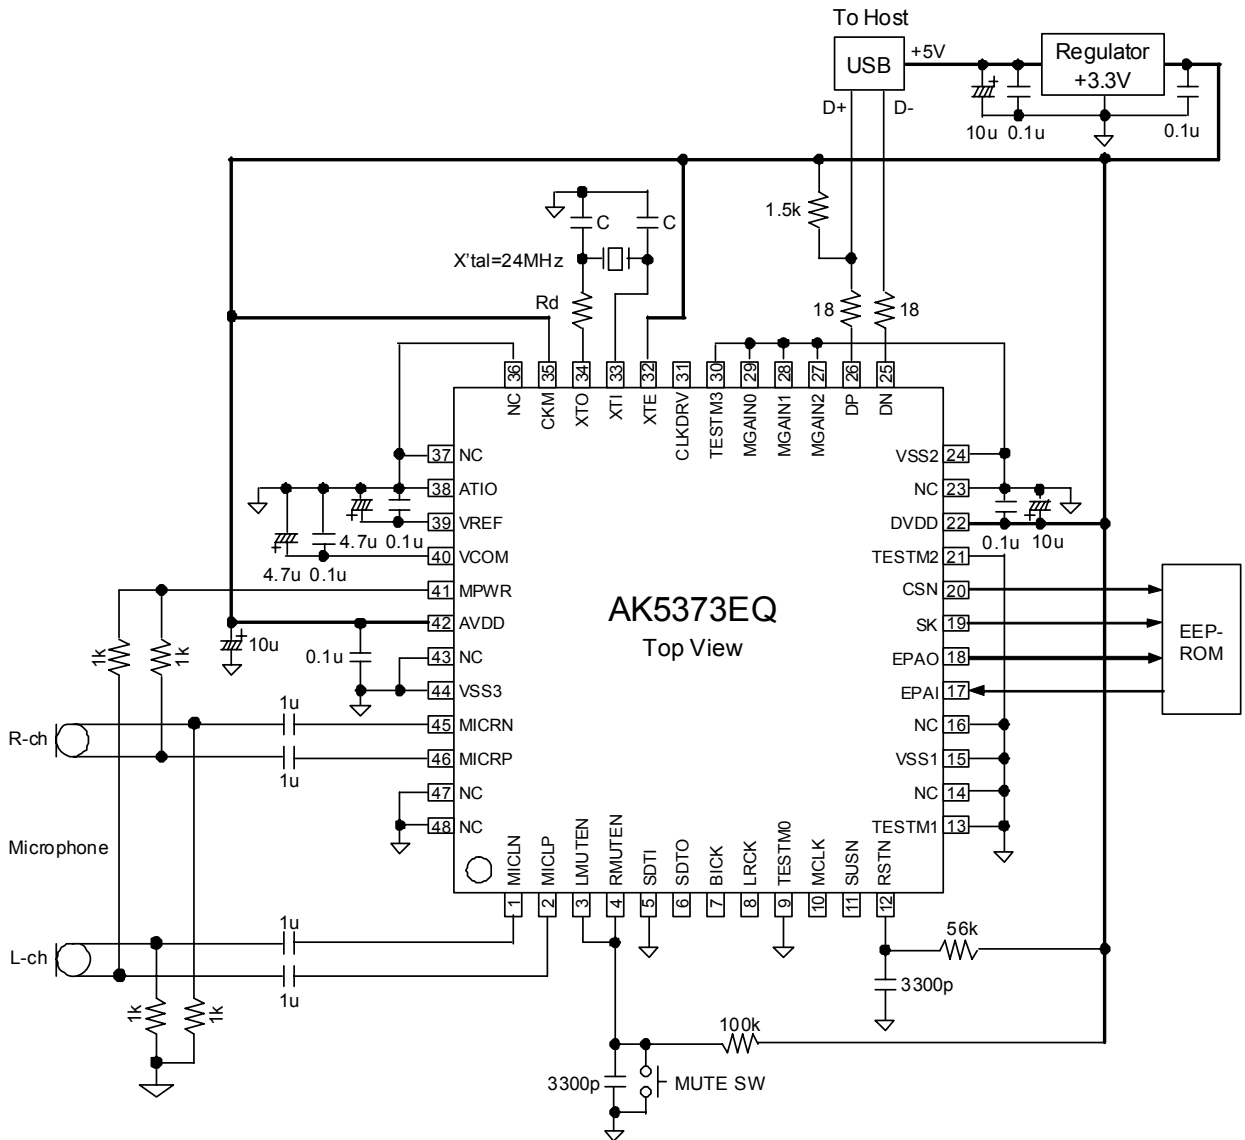 To Host
USB
+5V
Regulator
+3.3V
D+
D-
10u
0.1u
0.1u
1.5k
C
C
X'tal=24MHz
Rd
18
18
36
35
34
33
32
31
30
29
28
27
26
25
NC
CKM
XTO
XTI
XTE
CLKDRV
TESTM3
MGAIN0
MGAIN1
MGAIN2
DP
DN
37 NC
38 ATIO
39 VREF
40 VCOM
41 MPWR
42 AVDD
43 NC
44 VSS3
45 MICRN
46 MICRP
47 NC
48 NC
4.7u 0.1u
4.7u 0.1u
1k
1k
10u
0.1u
VSS2 24
NC 23
DVDD 22
TESTM2 21
CSN 20
SK 19
EPAO 18
EPAI 17
NC 16
VSS1 15
NC 14
TESTM1 13
0.1u
10u
AK5373EQ
Top View
EEP-
ROM
R-ch
1u
1u
Microphone
L-ch
1u
1u
1k
1k
MICLN
MICLP
LMUTEN
RMUTEN
SDTI
SDTO
BICK
LRCK
TESTM0
MCLK
SUSN
RSTN
1
2
3
4
5
6
7
8
9
10
11
12
56k
3300p
100k
3300p
MUTE SW